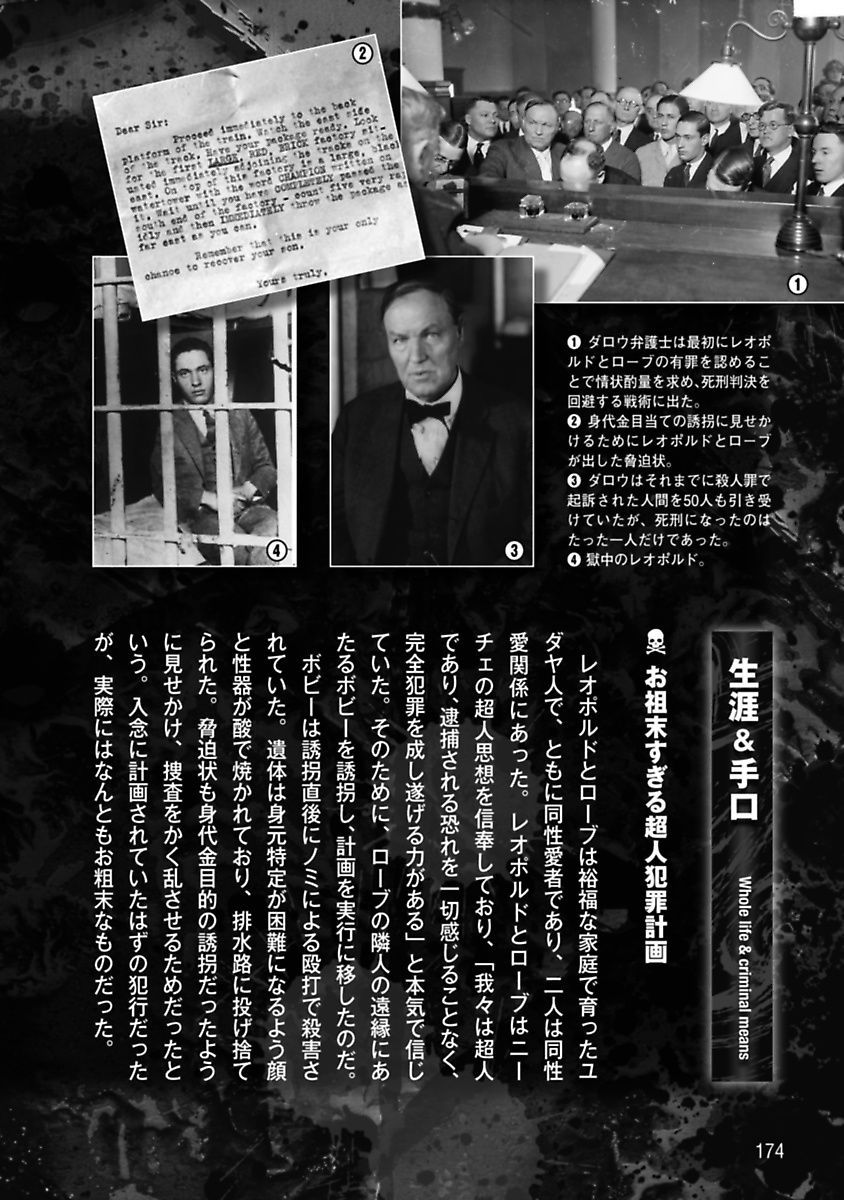 ②
Dear Sir:
Proceed immediately to the back
platform of the train. Watch the east side
of the track. Have your package ready. Look
for the first LARGE, RED, BRICK factory sit-
uated immediately adjoining the tracks on the
east. On top of this factory is a large, black
watertower with the word CHAMPION written on
it. Wait until you have COMPLETELY passed the
south end of the factory - count five very rap
idly and then IMMEDIATELY throw the package as
far east as you can.
Remember that this is your only
chance to recover your son.
Yours truly,
①
④
③
❶ ダロウ弁護士は最初にレオポ
ルドとローブの有罪を認めるこ
とで情状酌量を求め、死刑判決を
回避する戦術に出た。
❷ 身代金目当ての誘拐に見せか
けるためにレオポルドとローブ
が出した脅迫状。
❸ ダロウはそれまでに殺人罪で
起訴された人間を50人も引き受
けていたが、死刑になったのは
たった一人だけであった。
❹ 獄中のレオポルド。
生涯&手口
Whole life & criminal means
お祖末すぎる超人犯罪計画
レオポルドとローブは裕福な家庭で育ったユ
ダヤ人で、ともに同性愛者であり、二人は同性
愛関係にあった。レオポルドとローブはニー
チェの超人思想を信奉しており、「我々は超人
であり、逮捕される恐れを一切感じることなく、
完全犯罪を成し遂げる力がある」と本気で信じ
ていた。そのために、ローブの隣人の遠縁にあ
たるボビーを誘拐し、計画を実行に移したのだ。
ボビーは誘拐直後にノミによる殴打で殺害さ
れていた。遺体は身元特定が困難になるよう顔
と性器が酸で焼かれており、排水路に投げ捨て
られた。脅迫状も身代金目的の誘拐だったよう
に見せかけ、捜査をかく乱させるためだったと
いう。入念に計画されていたはずの犯行だった
が、実際にはなんともお粗末なものだった。
174